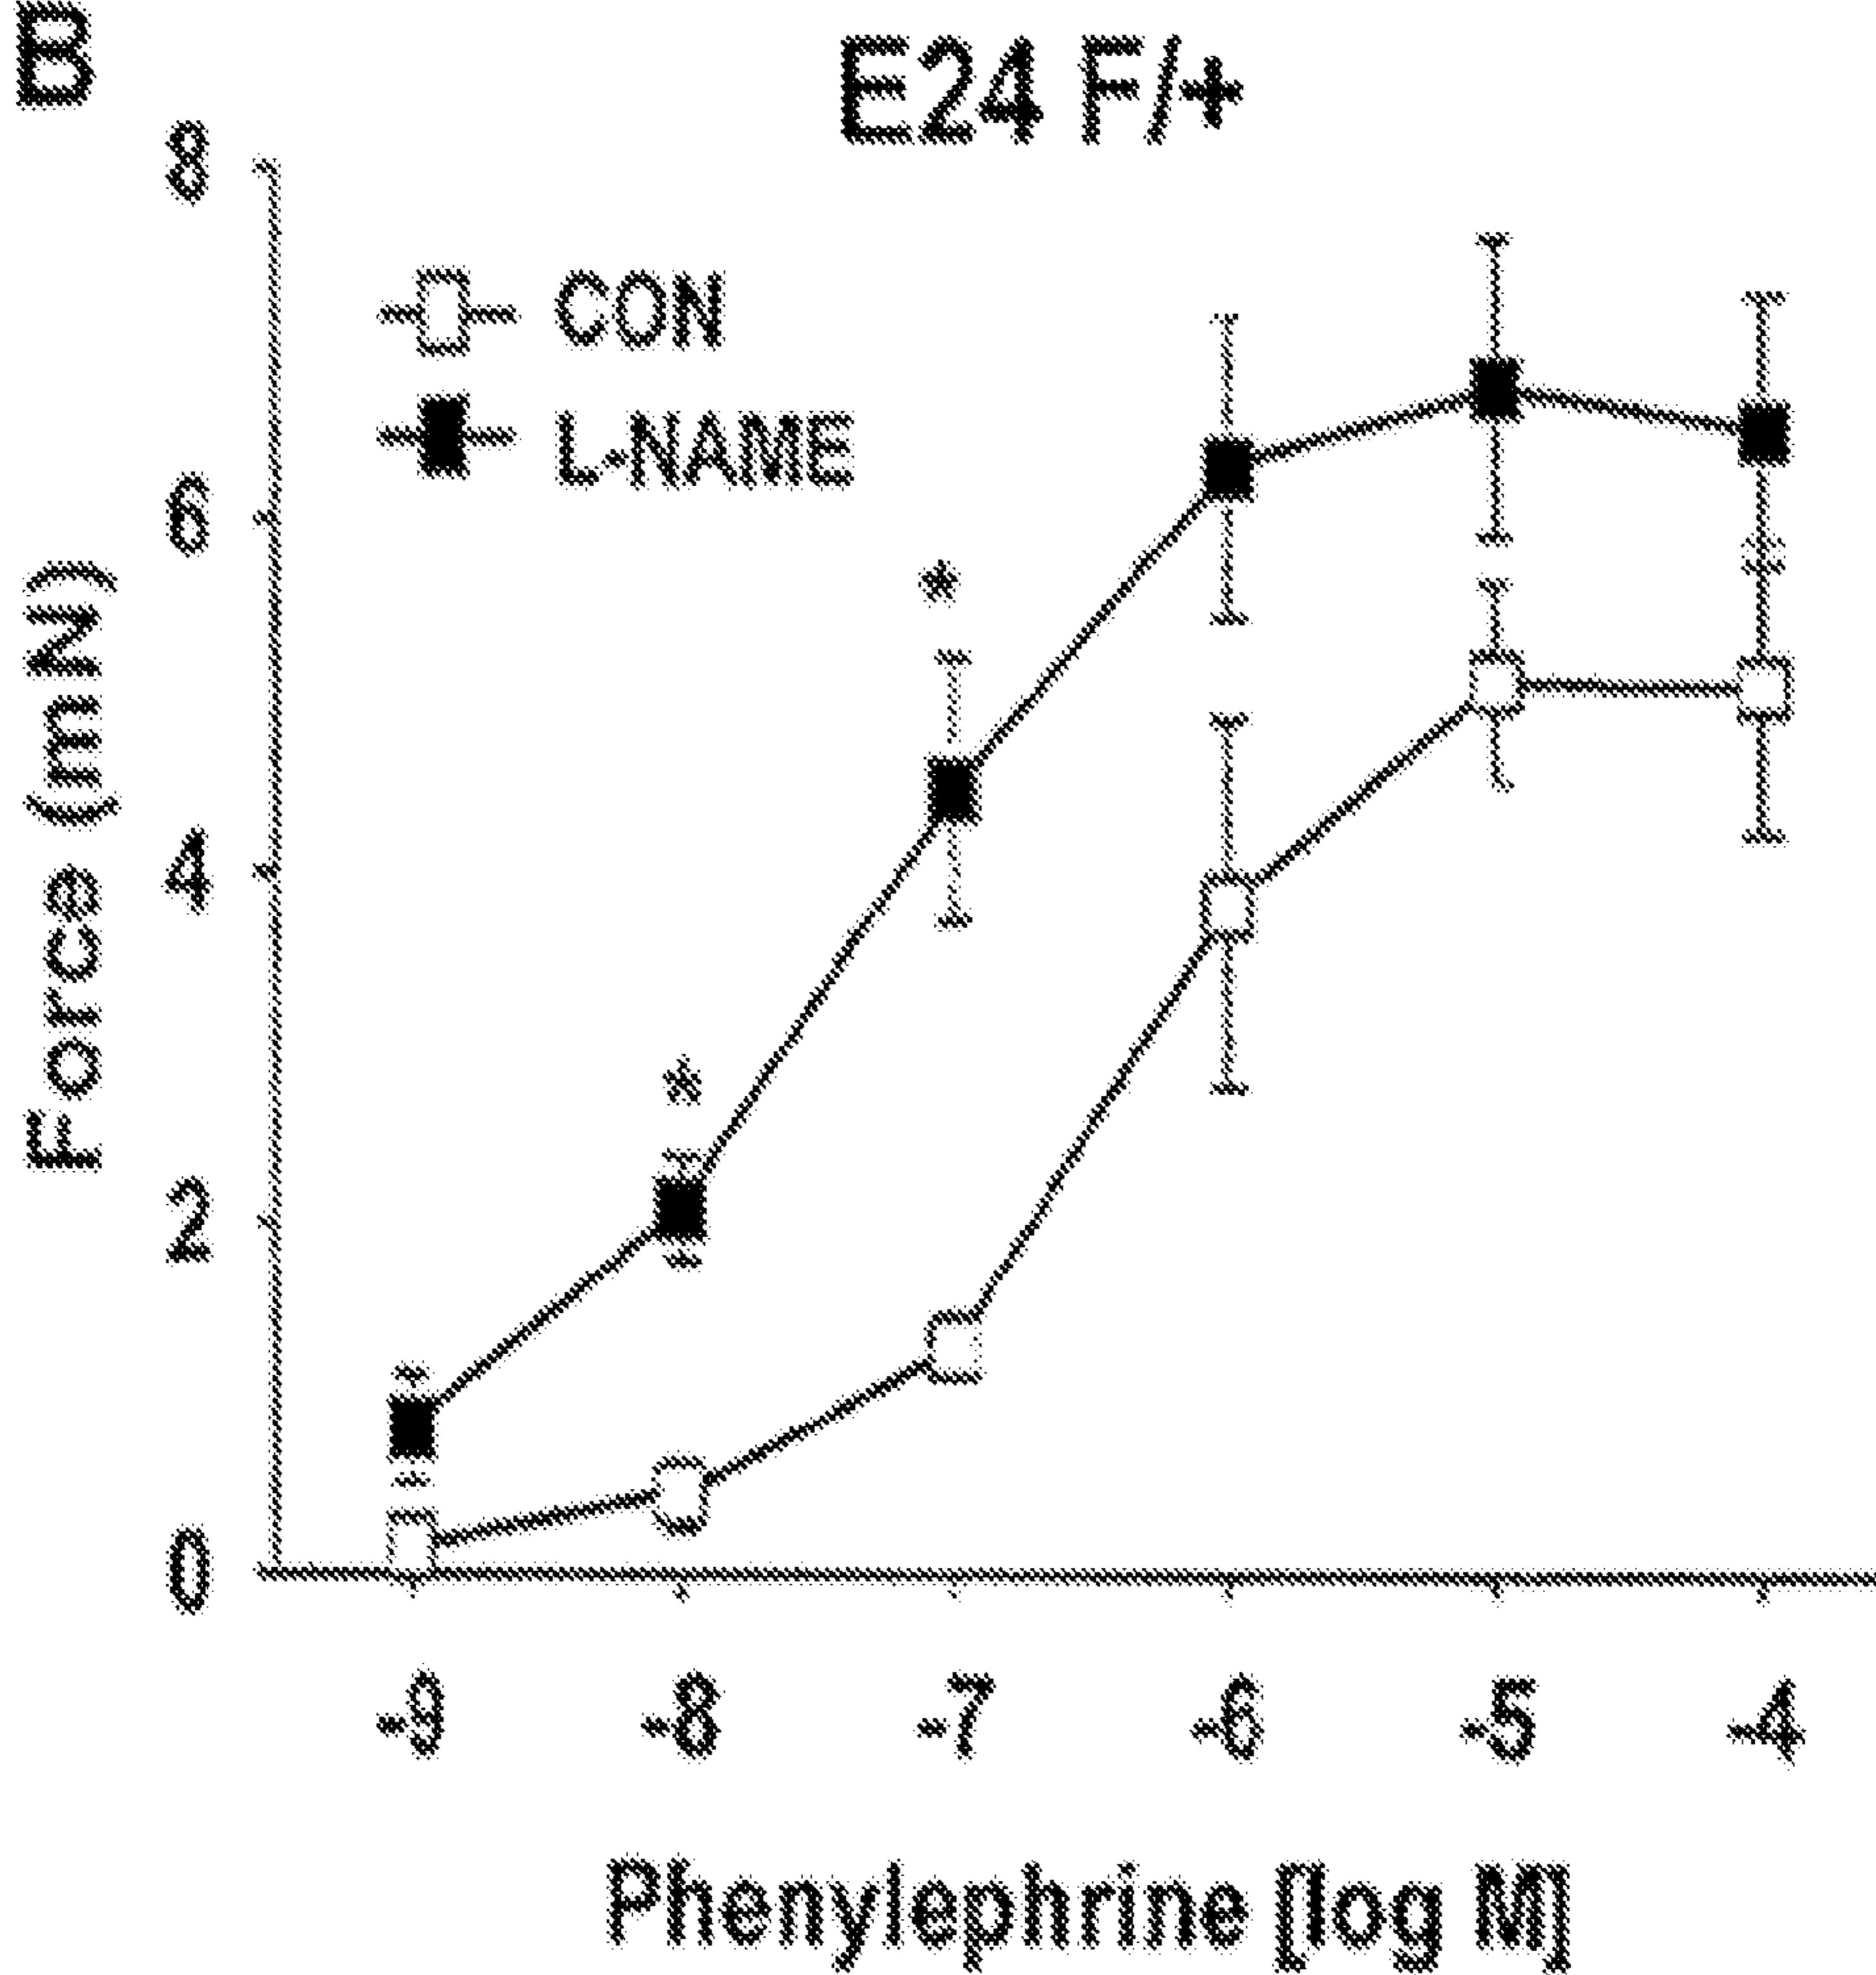 B
E24 F/+
8
CON
L-NAME
6
*
4
*
2
0
Force (mN)
-9 -8 -7 -6 -5 -4
Phenylephrine [log M]